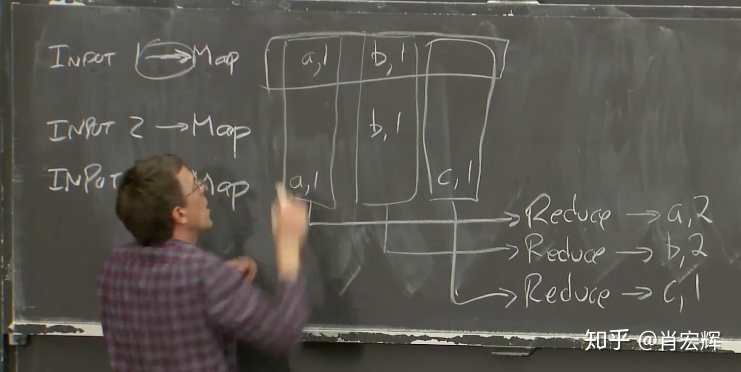 INPUT 1 → Map a,1 b,1
INPUT 2 → Map b,1
INPUT Map a,1 c,1
Reduce → a,2
Reduce → b,2
Reduce → c,1
知乎 @肖宏辉